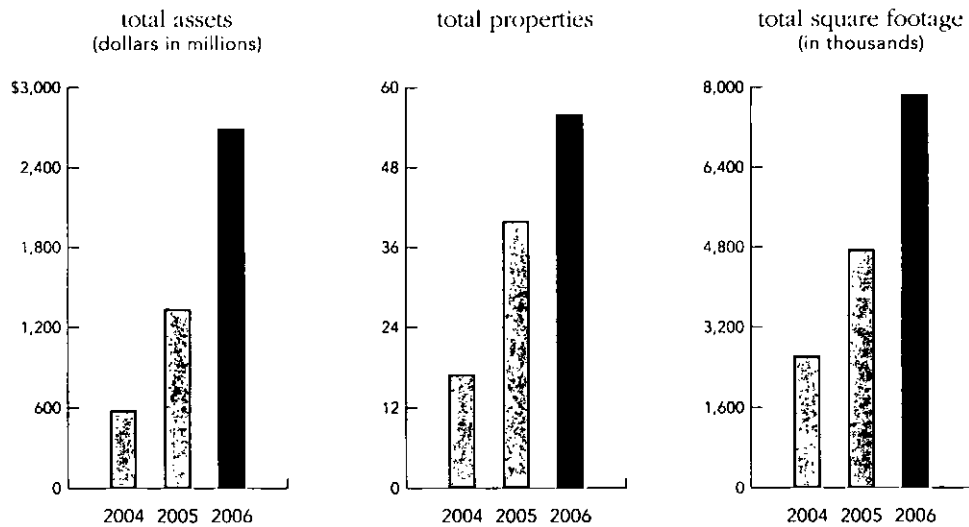 total assets
(dollars in millions)
$3,000
2,400
1,800
1,200
600
0
2004 2005 2006
total properties
60
48
36
24
12
0
2004 2005 2006
total square footage
(in thousands)
8,000
6,400
4,800
3,200
1,600
0
2004 2005 2006